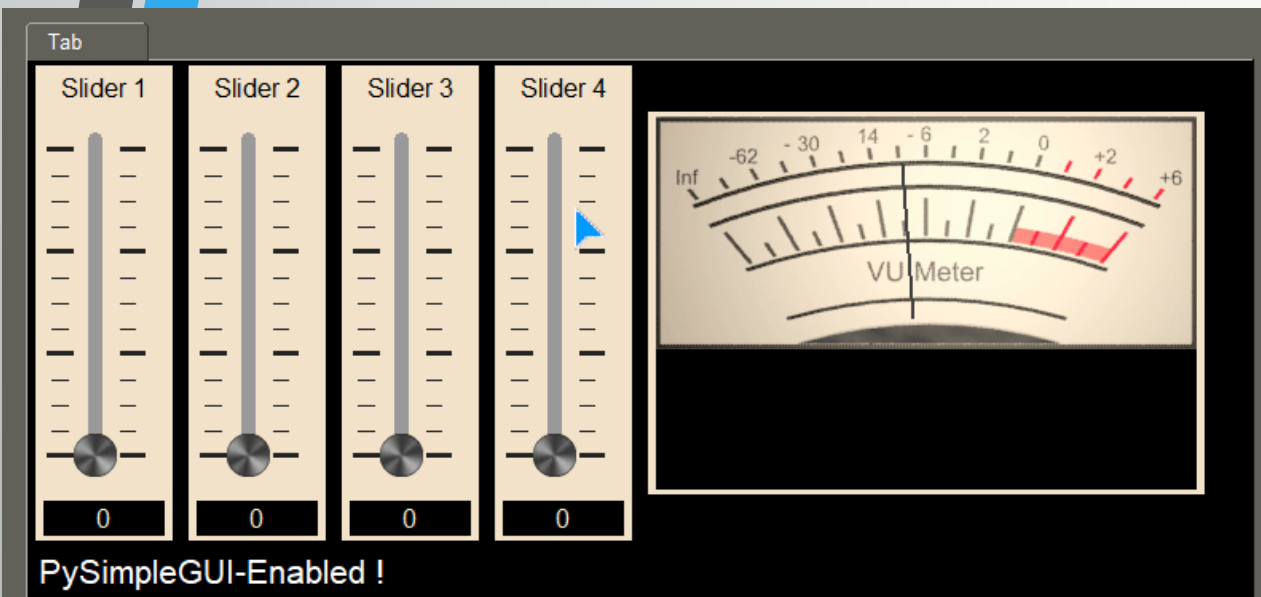 Tab
Slider 1 Slider 2 Slider 3 Slider 4
Inf -62 - 30 14 - 6 2 0 +2 +6
VU Meter
0 0 0 0
PySimpleGUI-Enabled !